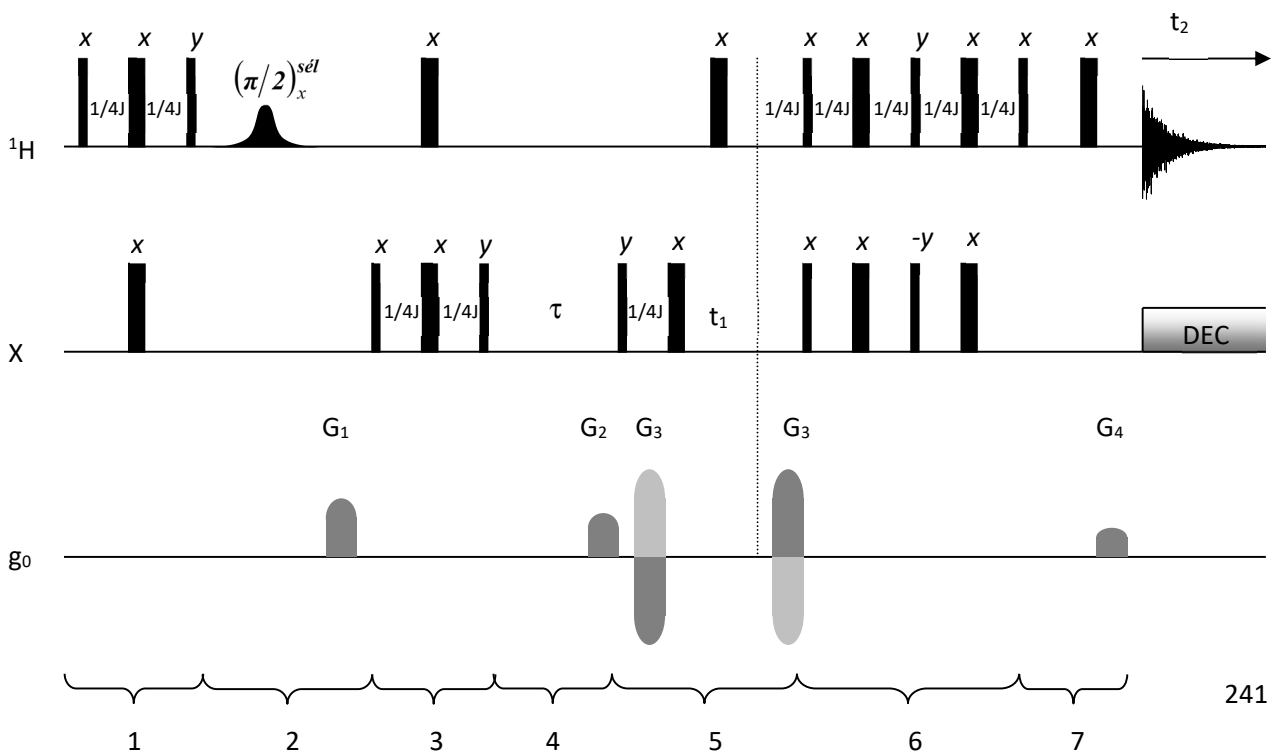 t₂
x x y x x x x y x x x
(π/2)ₓ^sél
1/4J 1/4J 1/4J 1/4J 1/4J 1/4J 1/4J
¹H
x x x y y x x x -y x
1/4J 1/4J τ 1/4J t₁
X DEC
G₁ G₂ G₃ G₃ G₄
g₀
241
1 2 3 4 5 6 7